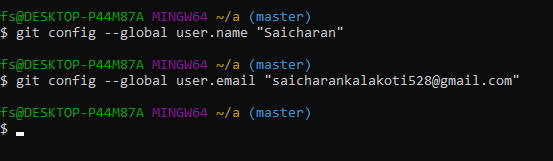 fs@DESKTOP-P44M87A MINGW64 ~/a (master)
$ git config --global user.name "Saicharan"
fs@DESKTOP-P44M87A MINGW64 ~/a (master)
$ git config --global user.email "saicharankalakoti528@gmail.com"
fs@DESKTOP-P44M87A MINGW64 ~/a (master)
$